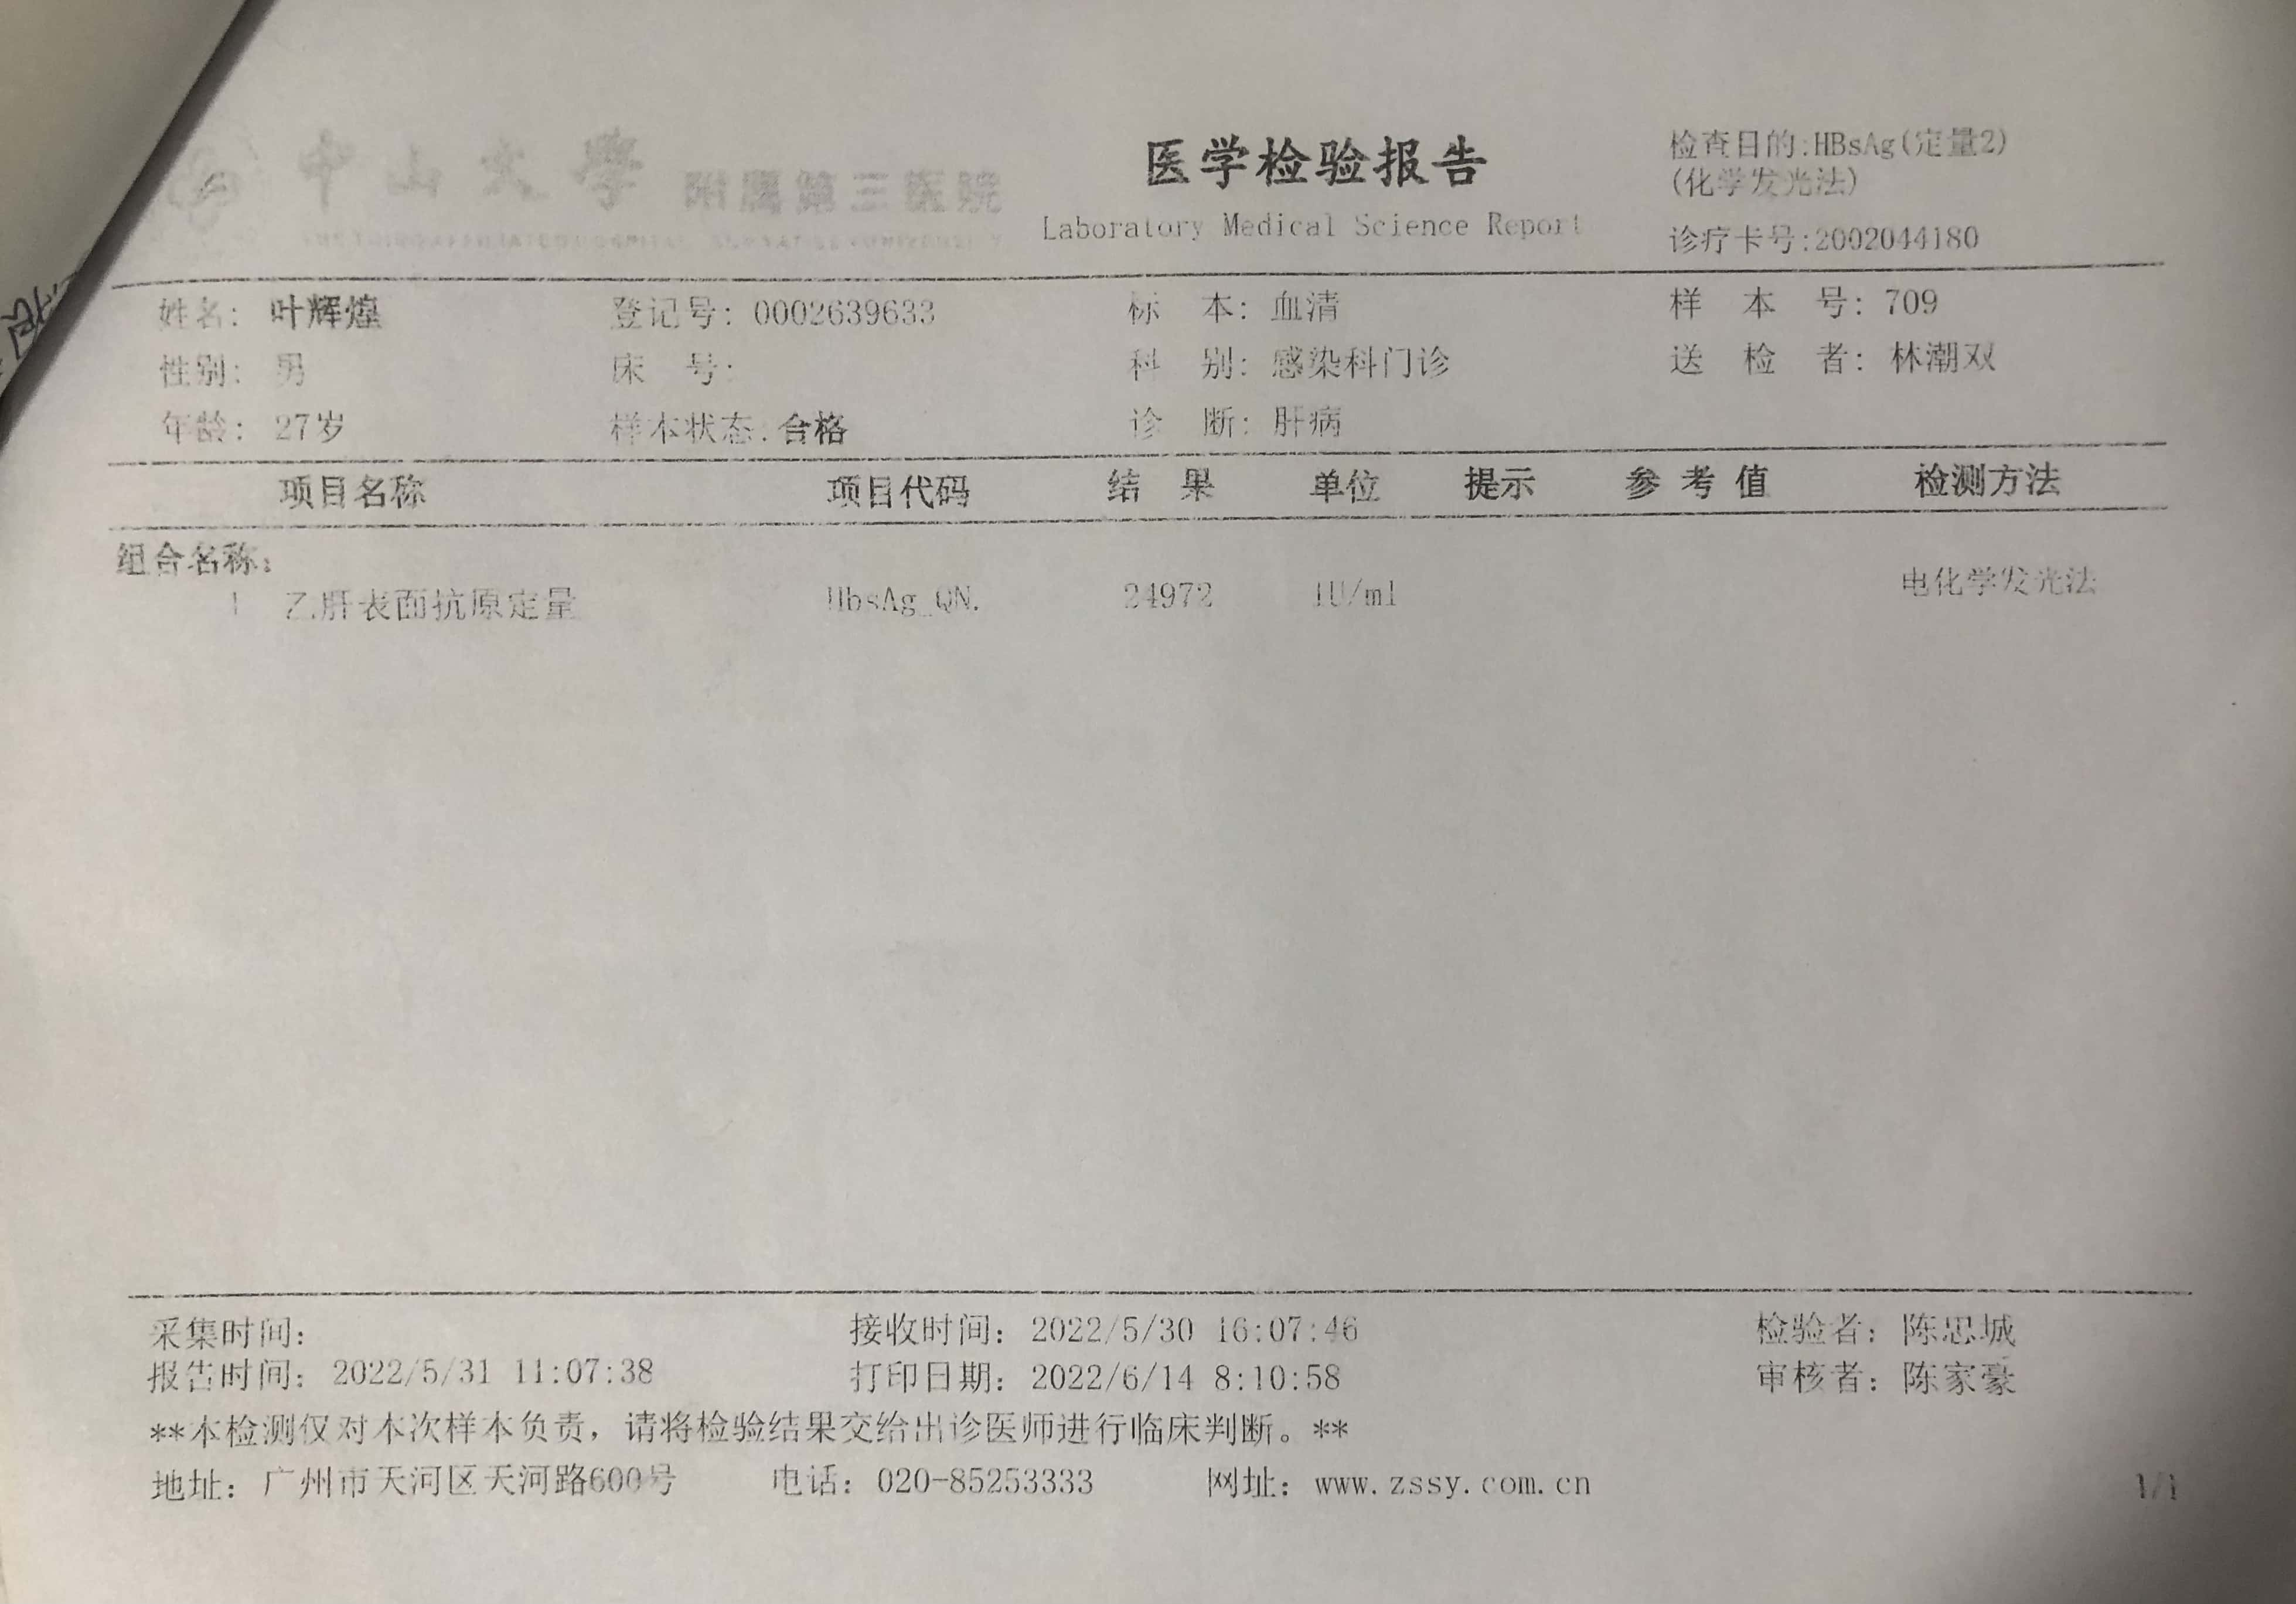 中山大學 附属第三医院
医学检验报告
Laboratory Medical Science Report
检查目的:HBsAg(定量2)
(化学发光法)
诊疗卡号:2002044180
姓名: 叶辉煌 登记号: 0002639633 标 本: 血清 样 本 号: 709
性别: 男 床 号: 科 别: 感染科门诊 送 检 者: 林潮双
年龄: 27岁 样本状态: 合格 诊 断: 肝病
项目名称 项目代码 结 果 单位 提示 参 考 值 检测方法
组合名称:
1 乙肝表面抗原定量 HbsAg_QN. 24972 IU/ml 电化学发光法
采集时间: 接收时间: 2022/5/30 16:07:46 检验者: 陈思城
报告时间: 2022/5/31 11:07:38 打印日期: 2022/6/14 8:10:58 审核者: 陈家豪
**本检测仅对本次样本负责，请将检验结果交给出诊医师进行临床判断。**
地址: 广州市天河区天河路600号 电话: 020-85253333 网址: www.zssy.com.cn 1/1